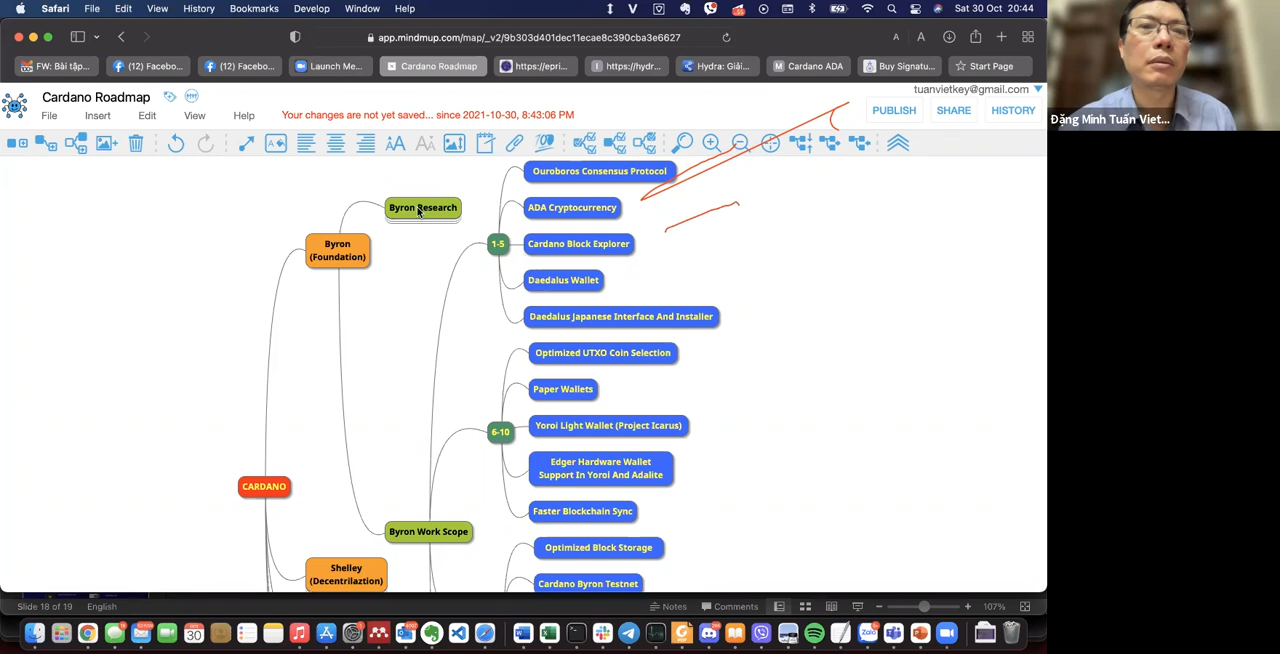 Safari File Edit View History Bookmarks Develop Window Help Sat 30 Oct 20:44
app.mindmup.com/map/_v2/9b303d401dec11ecae8c390cba3e6627
FW: Bài tập... (12) Facebo... (12) Facebo... Launch Me... Cardano Roadmap https://epri... https://hydr... Hydra: Giải... Cardano ADA Buy Signatu... Start Page
tuanvietkey@gmail.com
Cardano Roadmap
File Insert Edit View Help
Your changes are not yet saved... since 2021-10-30, 8:43:06 PM
PUBLISH SHARE HISTORY
Đặng Minh Tuấn Viet...
Ouroboros Consensus Protocol
Byron Research
ADA Cryptocurrency
Byron
(Foundation)
1-5
Cardano Block Explorer
Daedalus Wallet
Daedalus Japanese Interface And Installer
Optimized UTXO Coin Selection
Paper Wallets
6-10
Yoroi Light Wallet (Project Icarus)
Edger Hardware Wallet
Support In Yoroi And Adalite
CARDANO
Faster Blockchain Sync
Byron Work Scope
Optimized Block Storage
Shelley
(Decentrilaztion)
Cardano Byron Testnet
Slide 18 of 19 English Notes Comments 107%